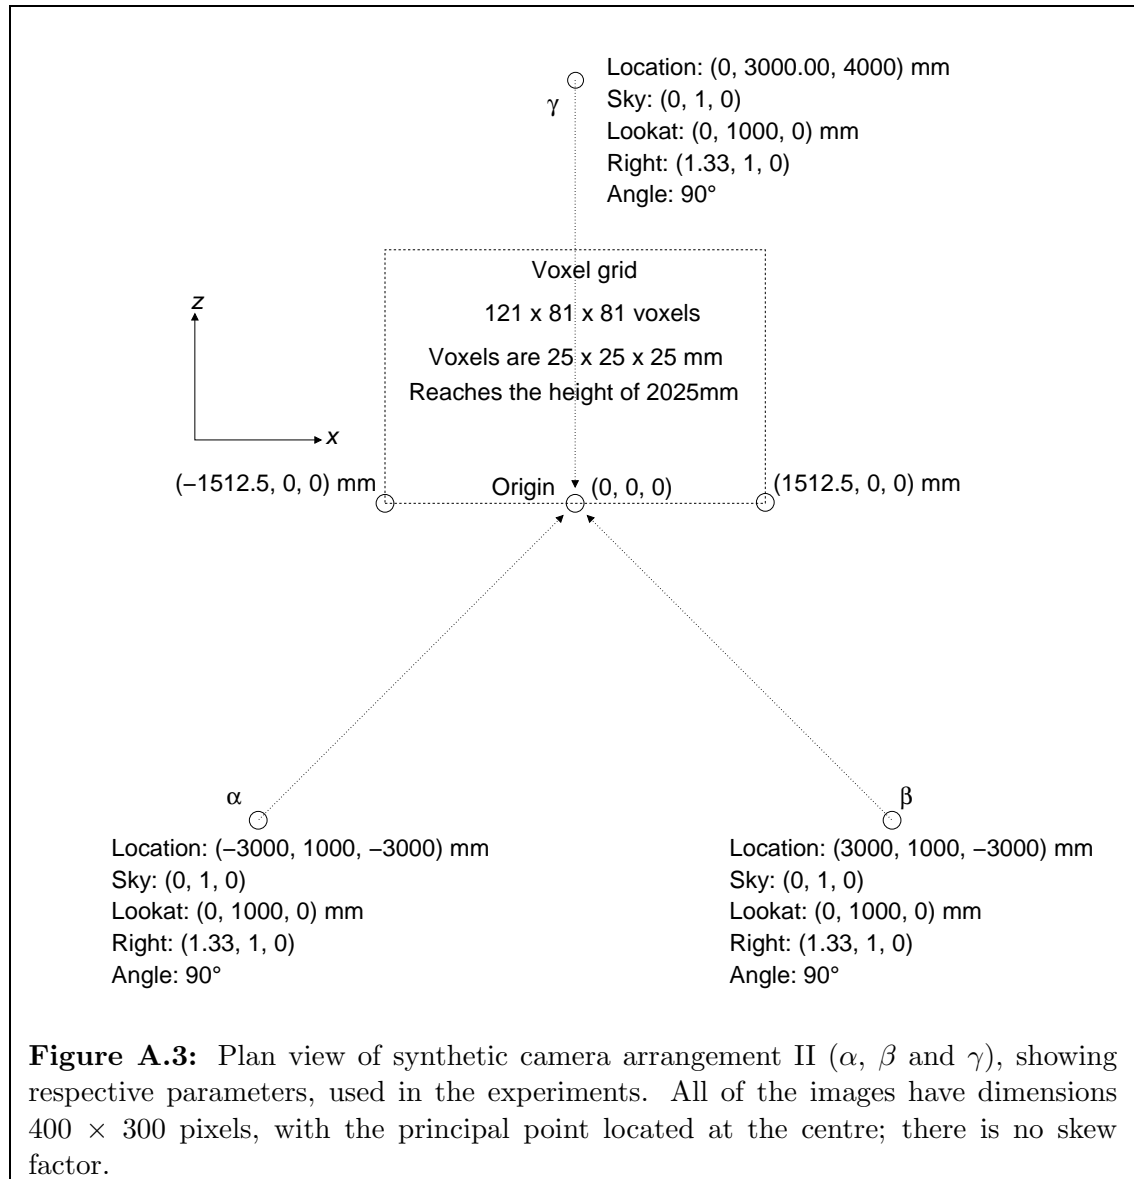 Location: (0, 3000.00, 4000) mm
γ
Sky: (0, 1, 0)
Lookat: (0, 1000, 0) mm
Right: (1.33, 1, 0)
Angle: 90°
Voxel grid
121 x 81 x 81 voxels
Voxels are 25 x 25 x 25 mm
Reaches the height of 2025mm
z
x
(−1512.5, 0, 0) mm
Origin
(0, 0, 0)
(1512.5, 0, 0) mm
α
Location: (−3000, 1000, −3000) mm
Sky: (0, 1, 0)
Lookat: (0, 1000, 0) mm
Right: (1.33, 1, 0)
Angle: 90°
β
Location: (3000, 1000, −3000) mm
Sky: (0, 1, 0)
Lookat: (0, 1000, 0) mm
Right: (1.33, 1, 0)
Angle: 90°
Figure A.3: Plan view of synthetic camera arrangement II (α, β and γ), showing
respective parameters, used in the experiments. All of the images have dimensions
400 × 300 pixels, with the principal point located at the centre; there is no skew
factor.